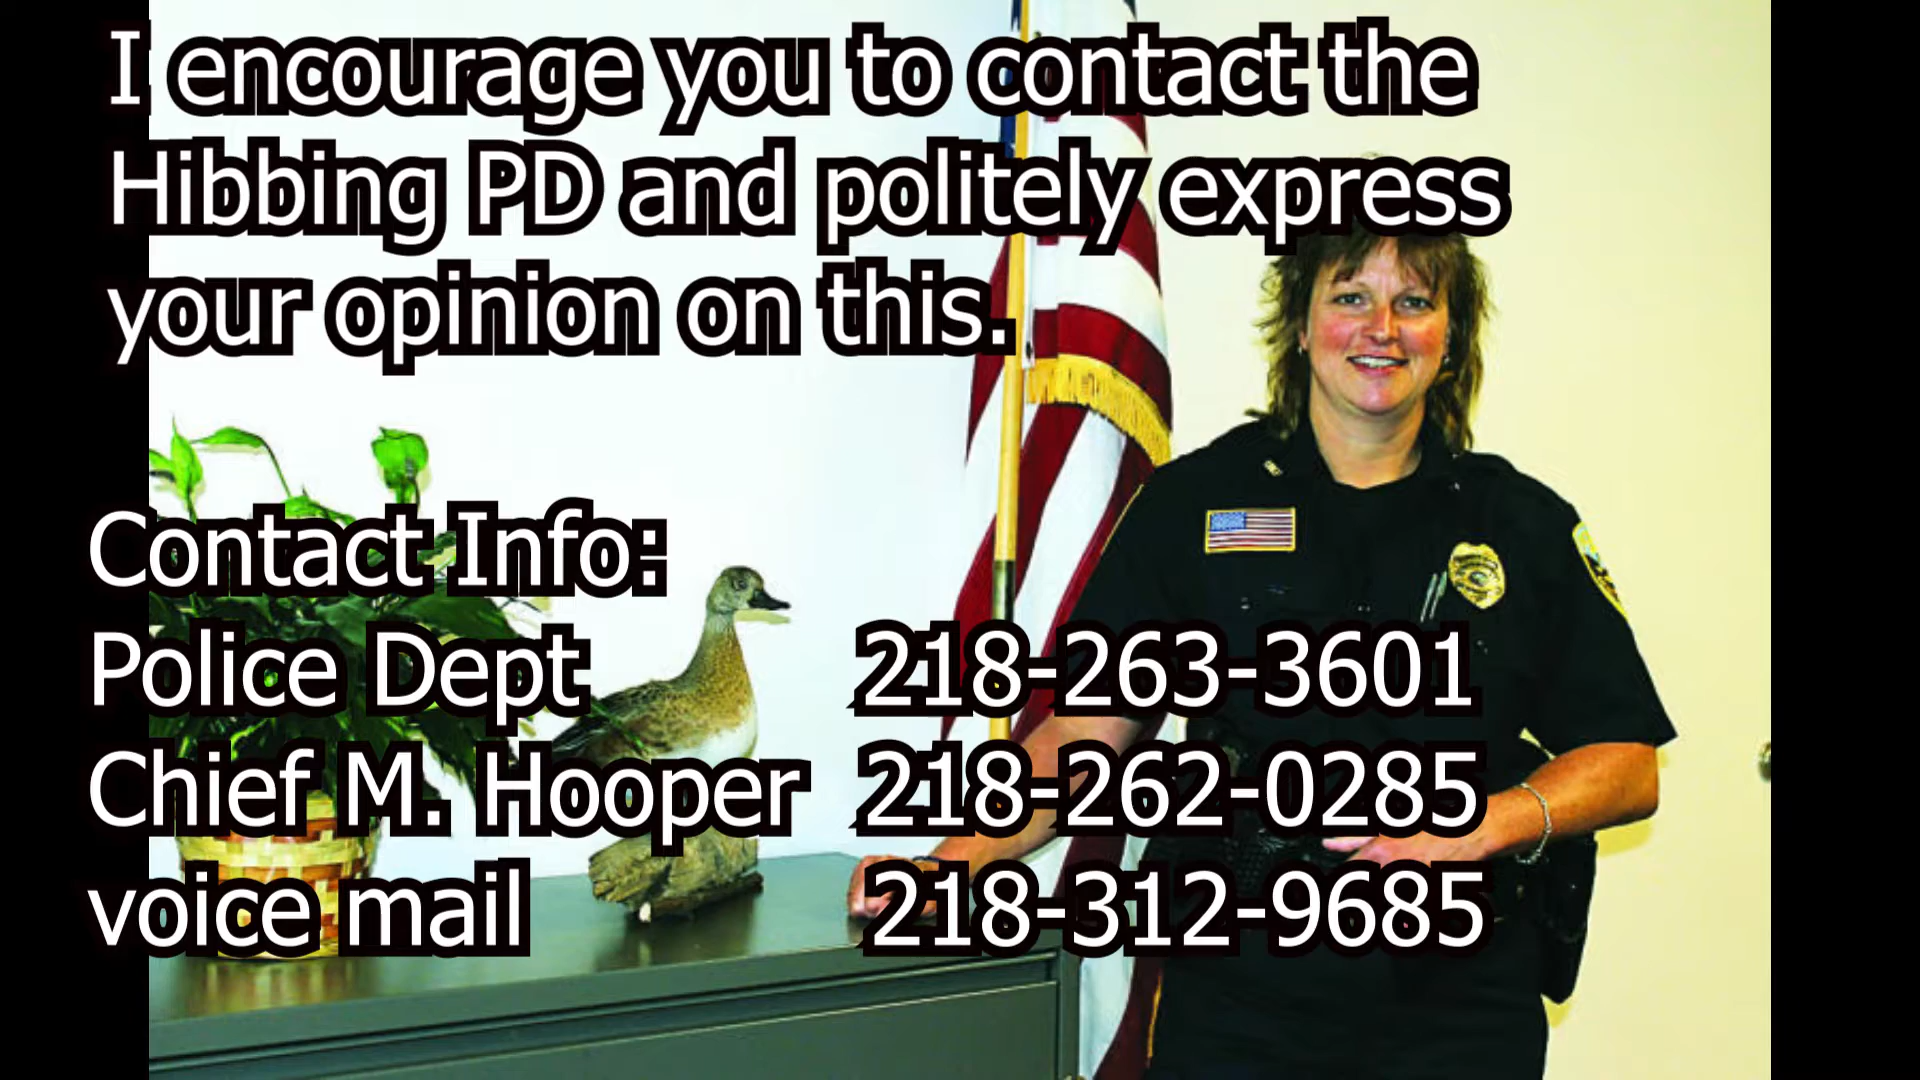 I encourage you to contact the
Hibbing PD and politely express
your opinion on this.
Contact Info:
Police Dept 218-263-3601
Chief M. Hooper 218-262-0285
voice mail 218-312-9685